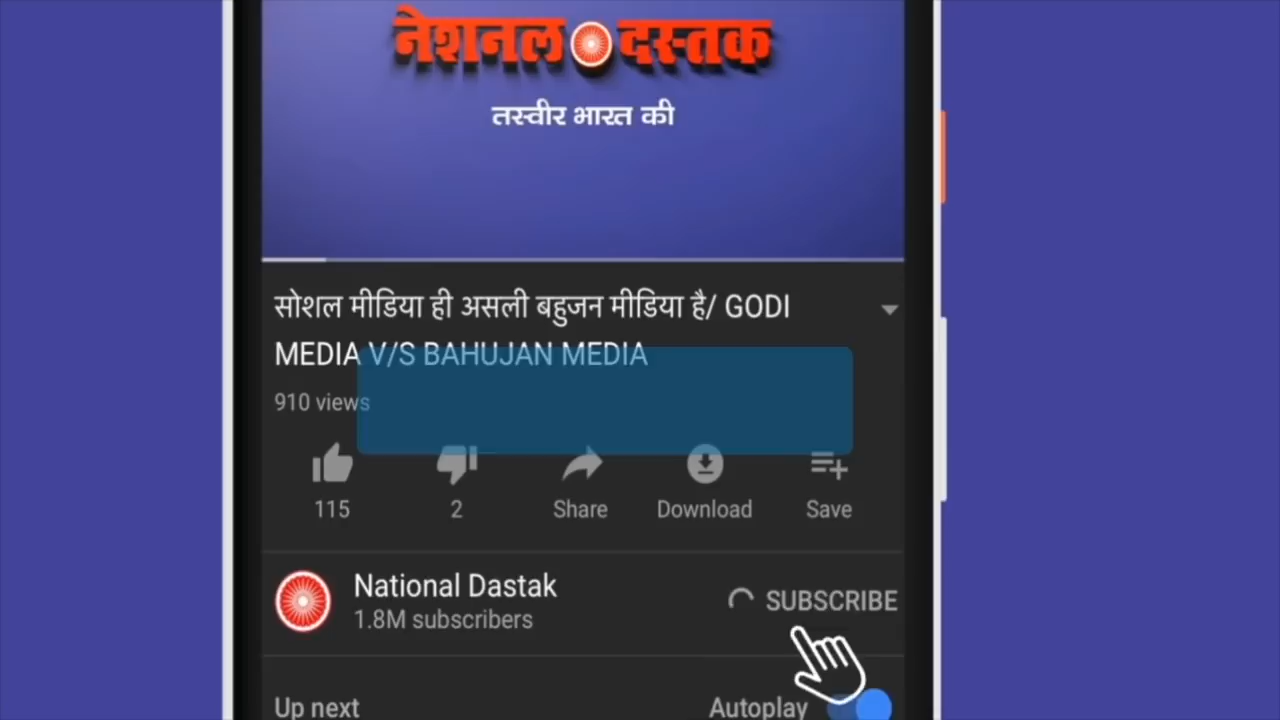 नेशनल दस्तक
तस्वीर भारत की
सोशल मीडिया ही असली बहुजन मीडिया है/ GODI
MEDIA V/S BAHUJAN MEDIA
910 views
115
2
Share
Download
Save
National Dastak
SUBSCRIBE
1.8M subscribers
Up next
Autoplay